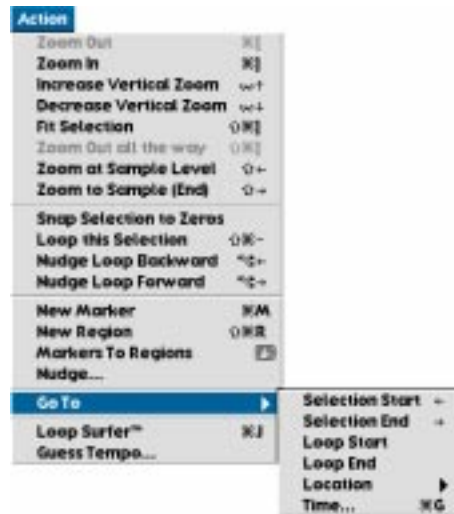 Action
Zoom Out ⌘[
Zoom In ⌘]
Increase Vertical Zoom ↑
Decrease Vertical Zoom ↓
Fit Selection ⇧⌘]
Zoom Out all the way ⇧⌘[
Zoom at Sample Level ⇧←
Zoom to Sample (End) ⇧→
Snap Selection to Zeros
Loop this Selection ⇧⌘-
Nudge Loop Backward ←
Nudge Loop Forward →
New Marker ⌘M
New Region ⇧⌘R
Markers To Regions
Nudge...
Go To
Loop Surfer™ ⌘J
Guess Tempo...
Selection Start ←
Selection End →
Loop Start
Loop End
Location
Time... ⌘G